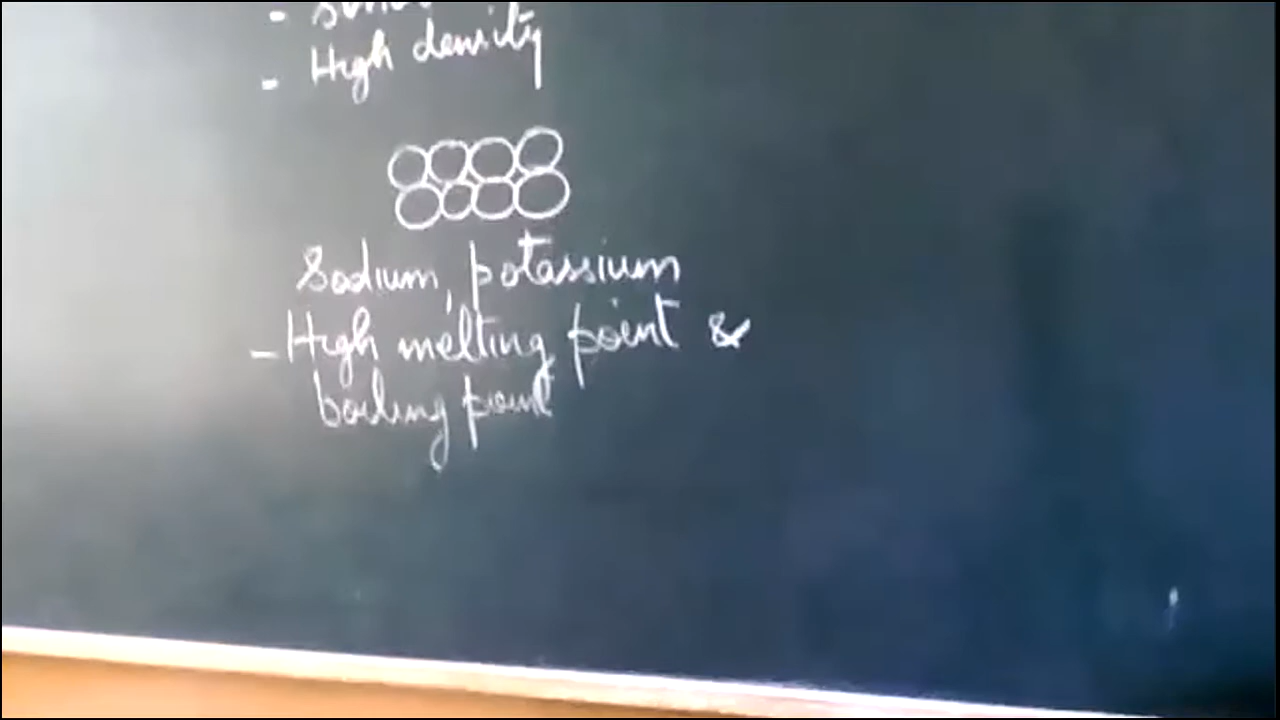 -
- High density
Sodium, potassium
- High melting point &
boiling point